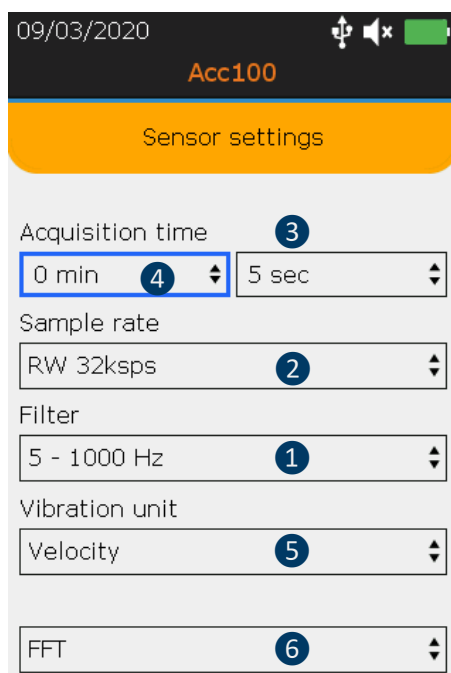 09/03/2020
Acc100
Sensor settings
Acquisition time 3
0 min 4 5 sec
Sample rate
RW 32ksps 2
Filter
5 - 1000 Hz 1
Vibration unit
Velocity 5
FFT 6